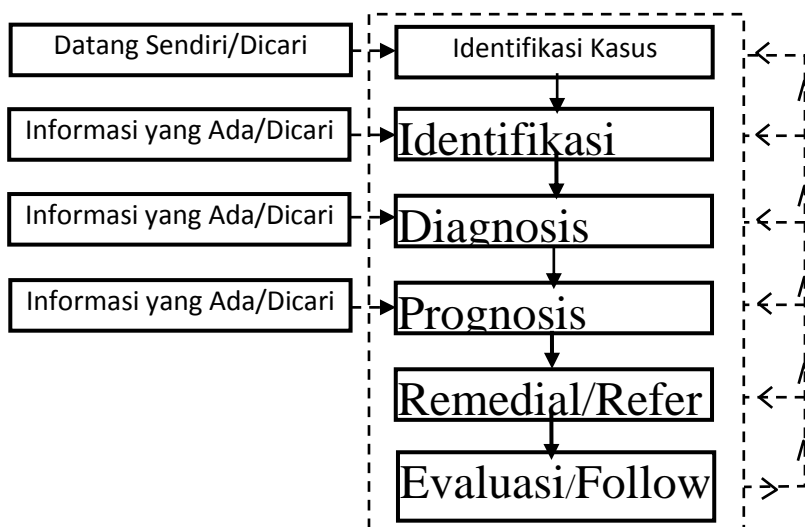 Datang Sendiri/Dicari
Identifikasi Kasus
Informasi yang Ada/Dicari
Identifikasi
Informasi yang Ada/Dicari
Diagnosis
Informasi yang Ada/Dicari
Prognosis
Remedial/Refer
Evaluasi/Follow